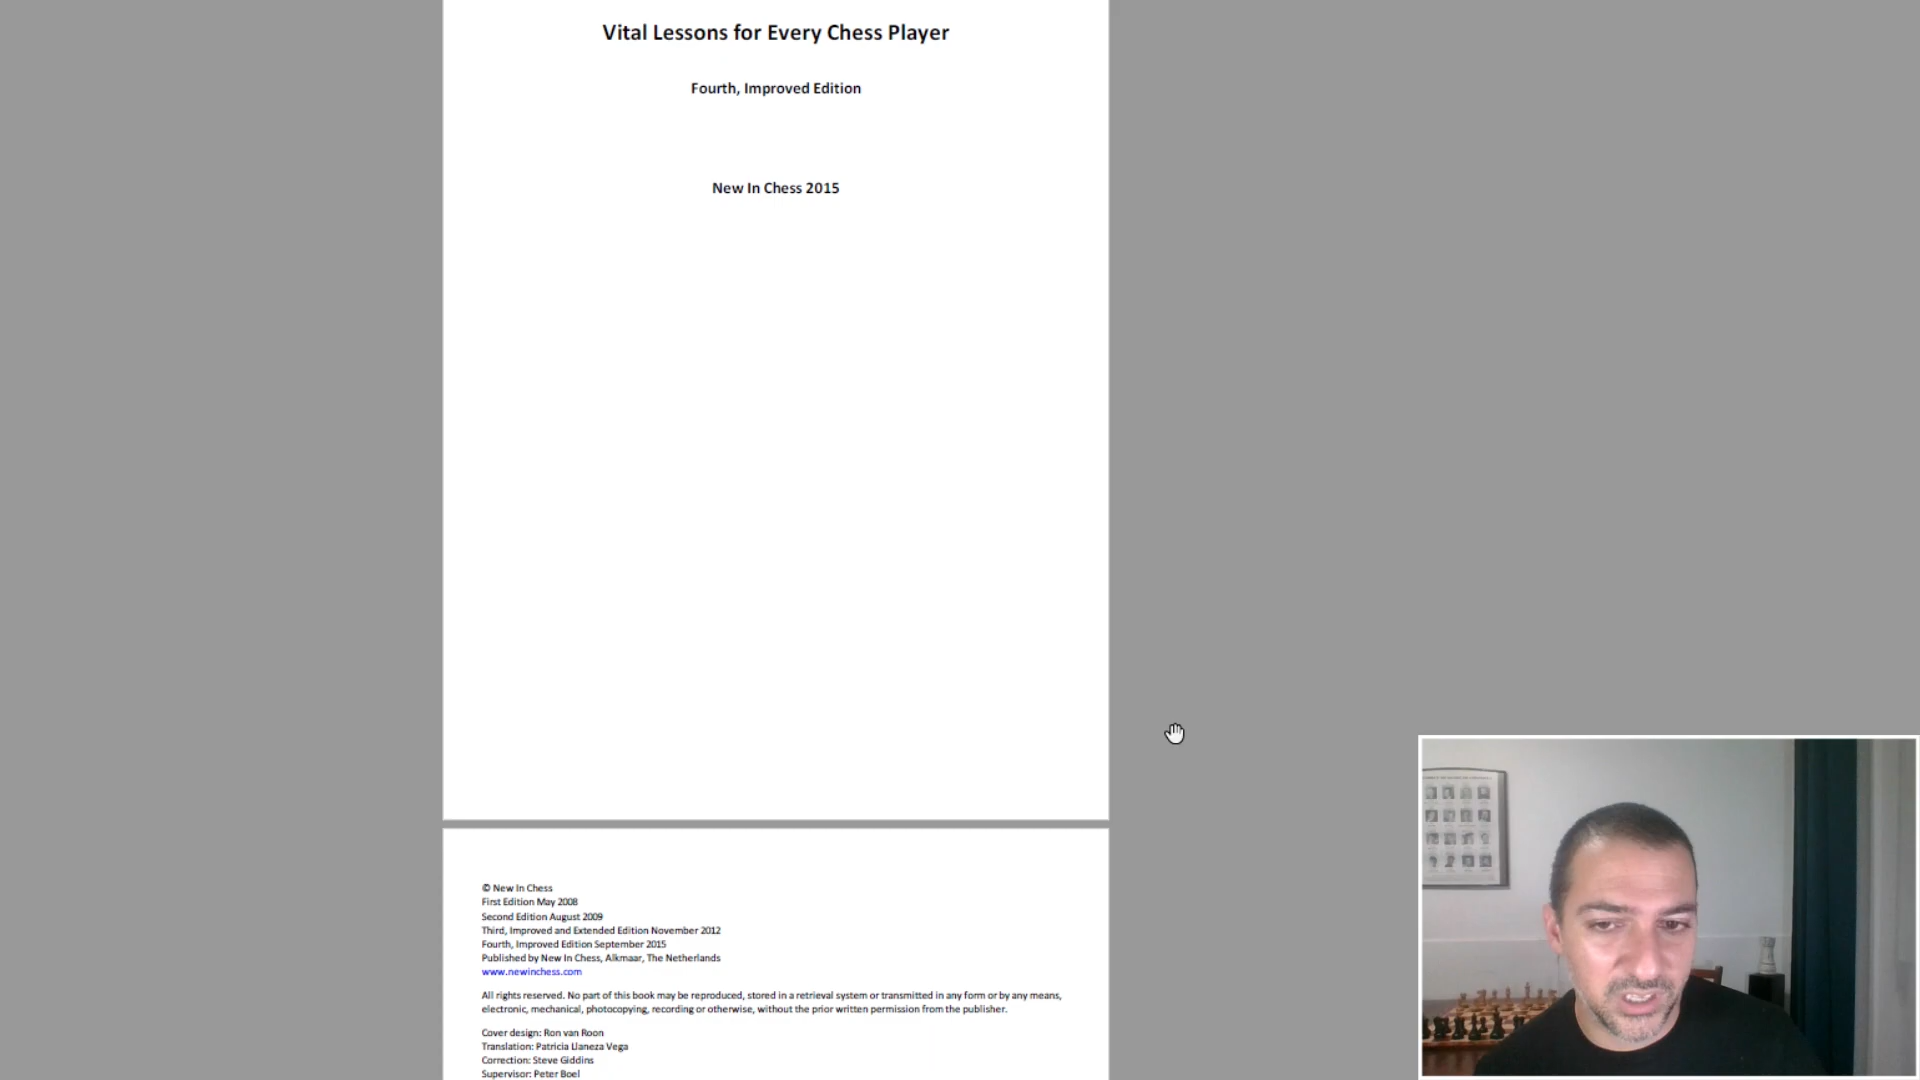 Vital Lessons for Every Chess Player
Fourth, Improved Edition
New In Chess 2015
© New In Chess
First Edition May 2008
Second Edition August 2009
Third, Improved and Extended Edition November 2012
Fourth, Improved Edition September 2015
Published by New In Chess, Alkmaar, The Netherlands
www.newinchess.com
All rights reserved. No part of this book may be reproduced, stored in a retrieval system or transmitted in any form or by any means,
electronic, mechanical, photocopying, recording or otherwise, without the prior written permission from the publisher.
Cover design: Ron van Roon
Translation: Patricia Llaneza Vega
Correction: Steve Giddins
Supervisor: Peter Boel